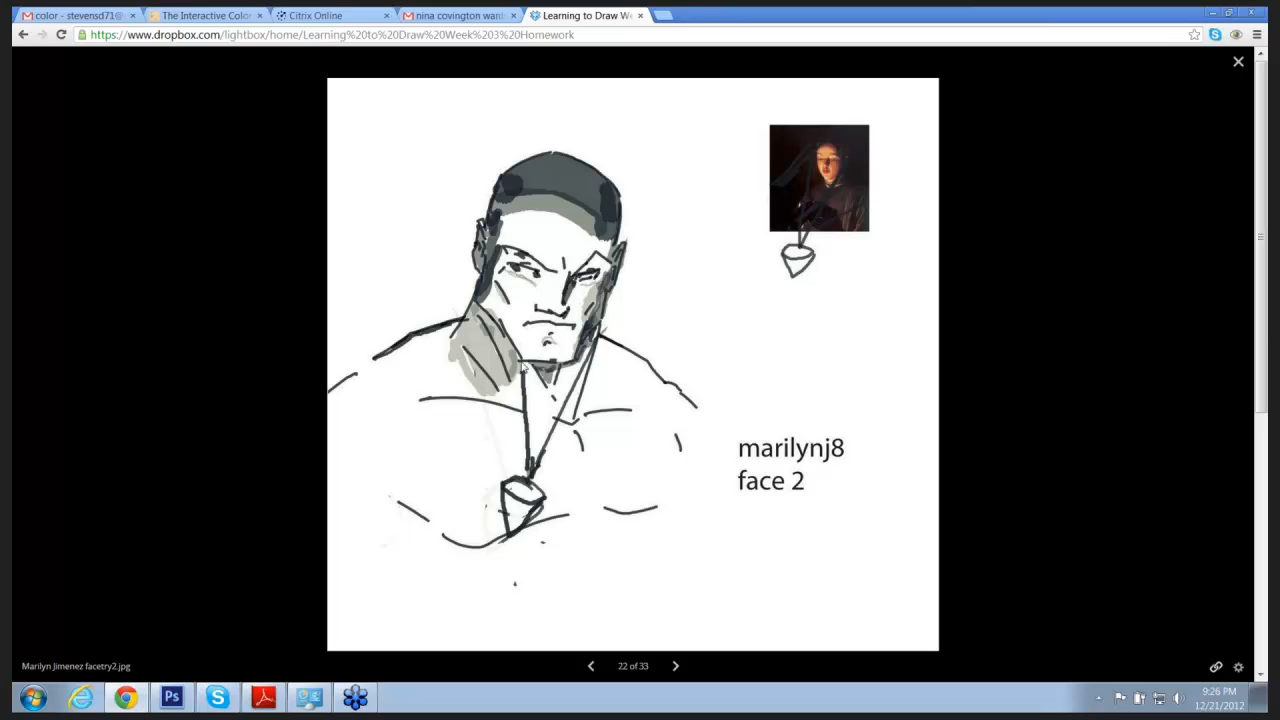 color - stevensd71@
The Interactive Color
Citrix Online
nina covington want
Learning to Draw We
https://www.dropbox.com/lightbox/home/Learning%20to%20Draw%20Week%203%20Homework
marilynj8
face 2
Marilyn Jimenez facetry2.jpg
22 of 33
Ps
9:26 PM
12/21/2012